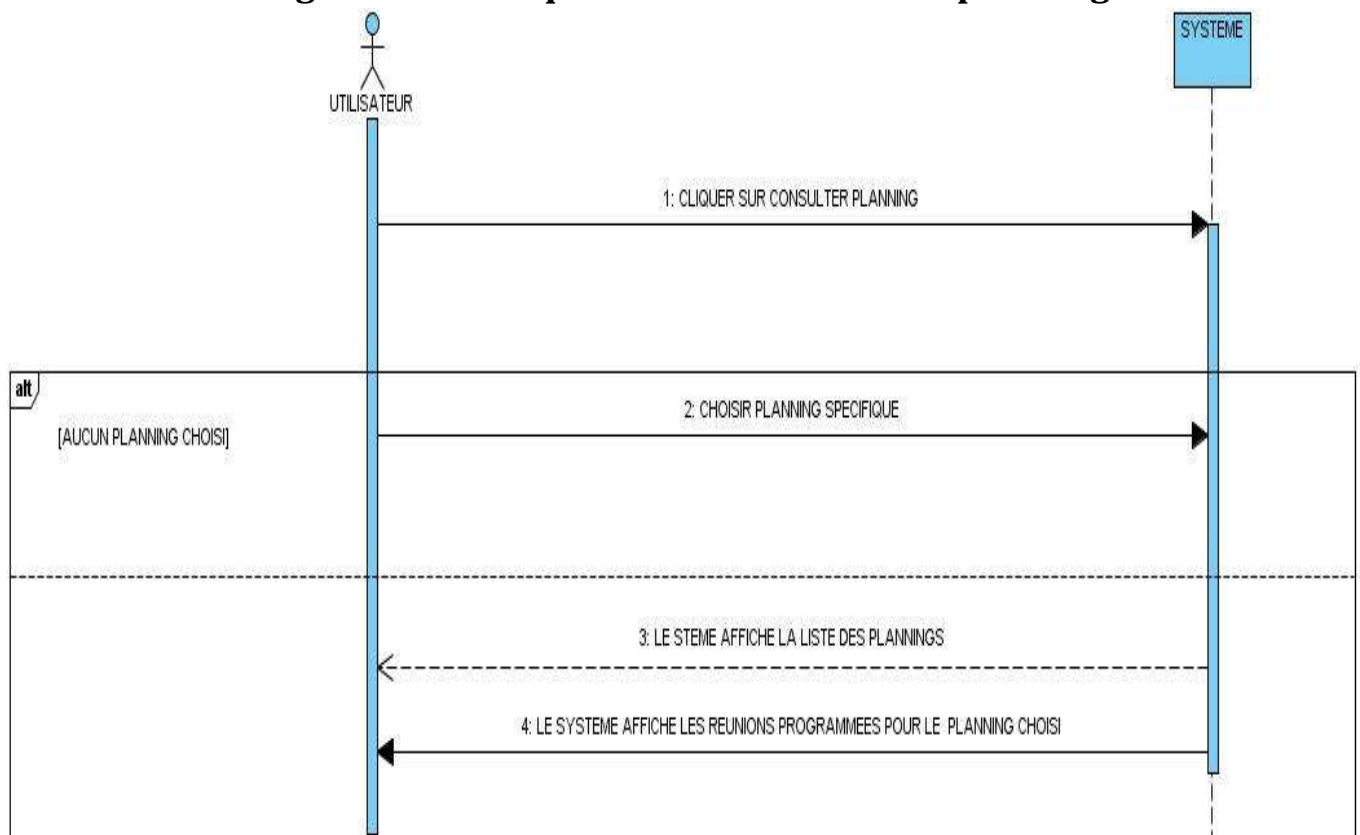 SYSTEME
UTILISATEUR
1: CLIQUER SUR CONSULTER PLANNING
alt
2: CHOISIR PLANNING SPECIFIQUE
[AUCUN PLANNING CHOISI]
3: LE STEME AFFICHE LA LISTE DES PLANNINGS
4: LE SYSTEME AFFICHE LES REUNIONS PROGRAMMEES POUR LE PLANNING CHOISI